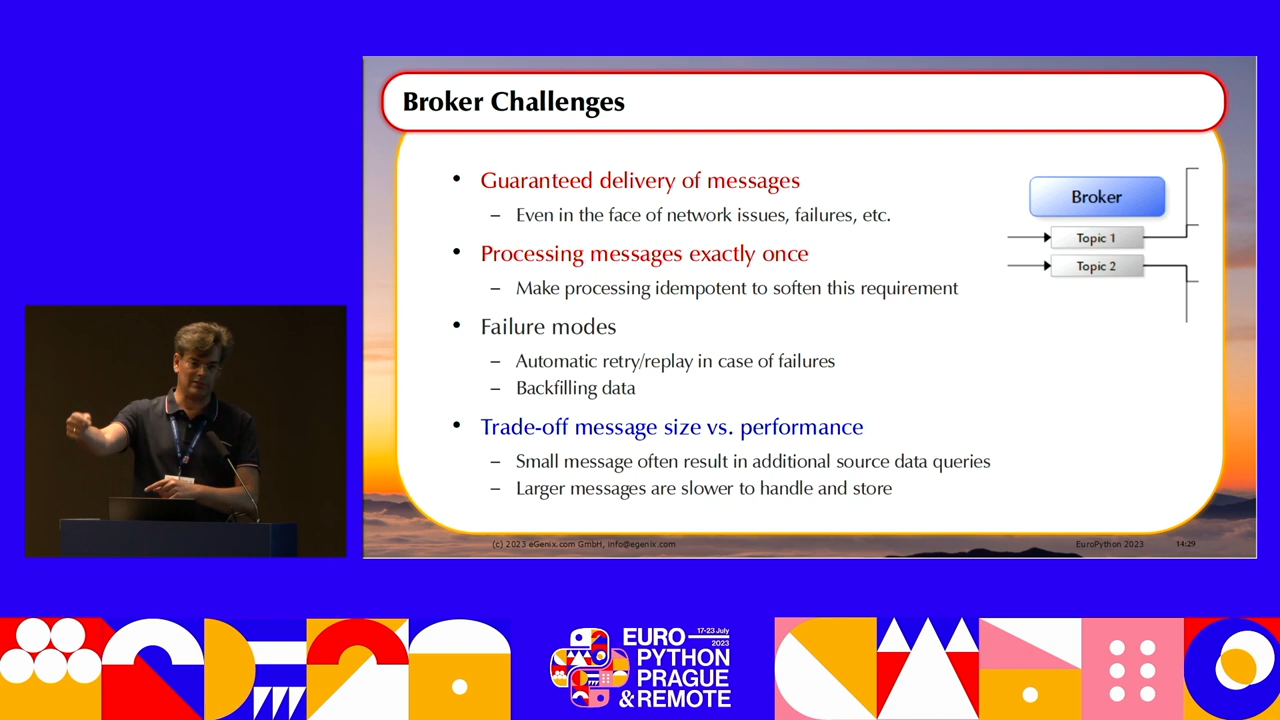 Broker Challenges
• Guaranteed delivery of messages
– Even in the face of network issues, failures, etc.
• Processing messages exactly once
– Make processing idempotent to soften this requirement
• Failure modes
– Automatic retry/replay in case of failures
– Backfilling data
• Trade-off message size vs. performance
– Small message often result in additional source data queries
– Larger messages are slower to handle and store
Broker
Topic 1
Topic 2
(c) 2023 eGenix.com GmbH, info@egenix.com
EuroPython 2023
14:29
17-23 July
2023
EURO
PYTHON
PRAGUE
& REMOTE